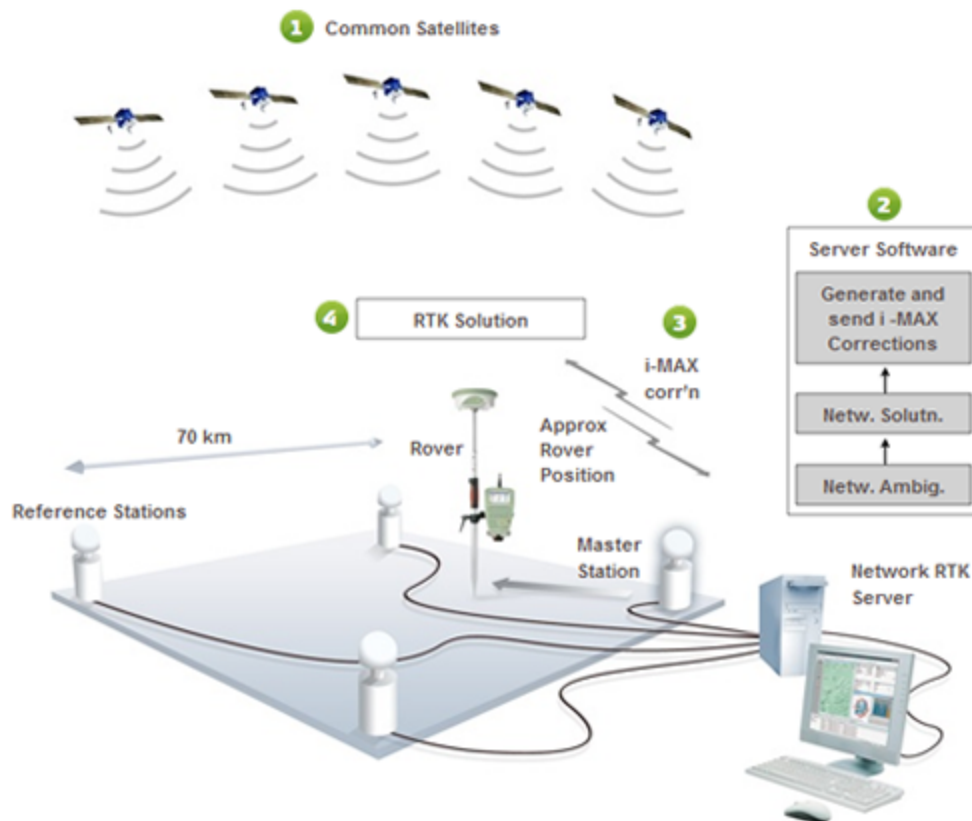 1 Common Satellites
2
Server Software
Generate and
send i -MAX
Corrections
Netw. Solutn.
Netw. Ambig.
4 RTK Solution
3
i-MAX
corr'n
Approx
Rover
Position
Rover
70 km
Reference Stations
Master
Station
Network RTK
Server